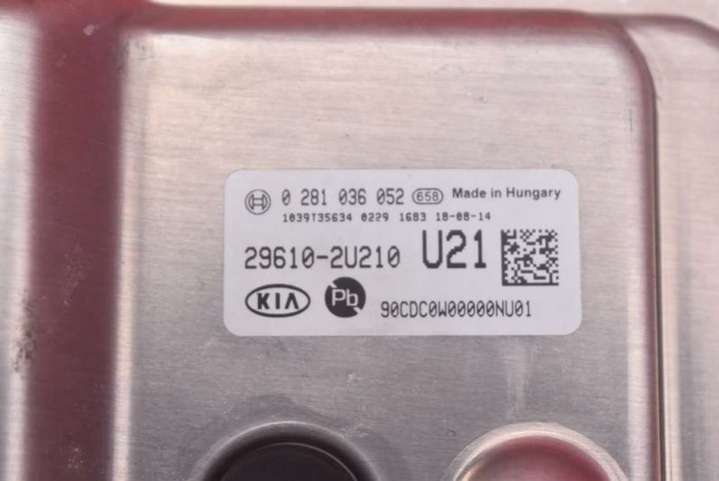 0 281 036 052 658 Made in Hungary
1039T35634 0229 1683 18-08-14
29610-2U210 U21
KIA Pb 90CDC0W00000NU01